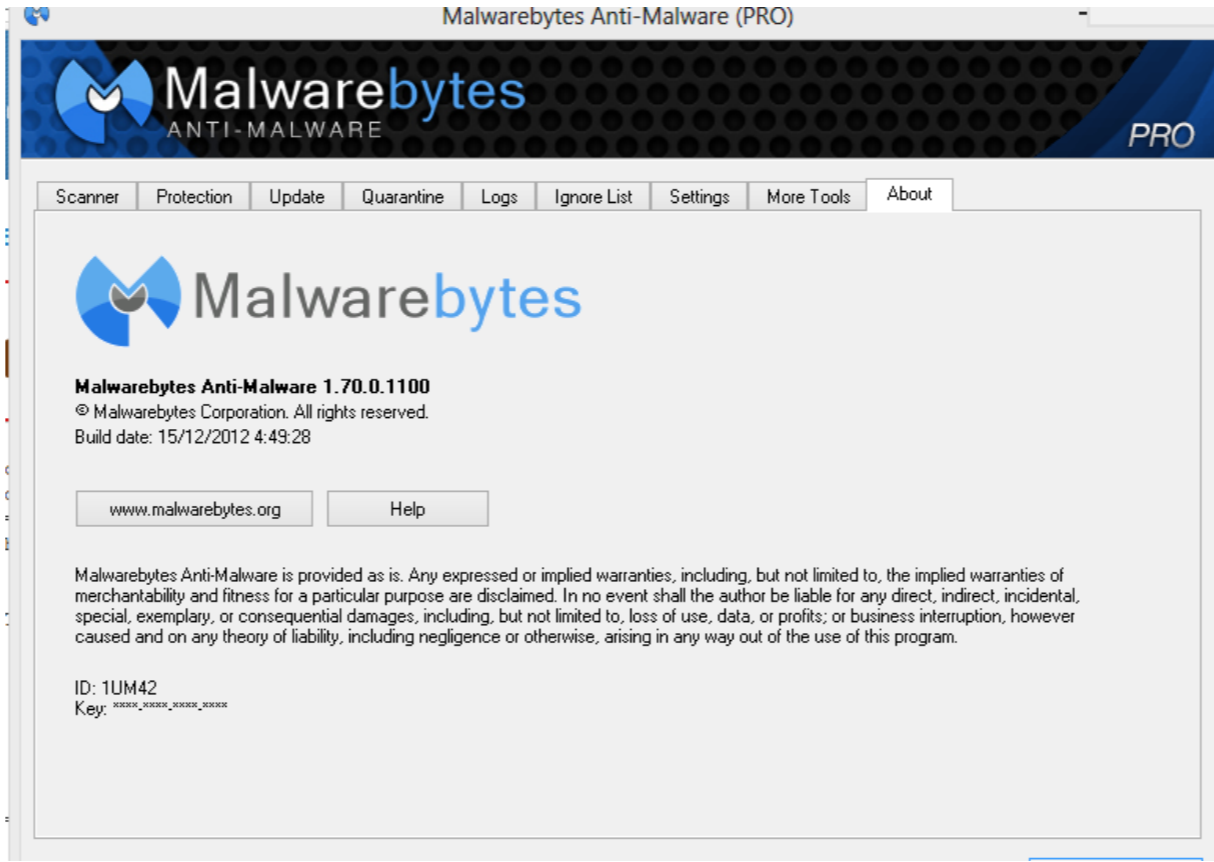 Malwarebytes Anti-Malware (PRO)
Malwarebytes
ANTI-MALWARE
PRO
Scanner Protection Update Quarantine Logs Ignore List Settings More Tools About
Malwarebytes
Malwarebytes Anti-Malware 1.70.0.1100
© Malwarebytes Corporation. All rights reserved.
Build date: 15/12/2012 4:49:28
www.malwarebytes.org Help
Malwarebytes Anti-Malware is provided as is. Any expressed or implied warranties, including, but not limited to, the implied warranties of
merchantability and fitness for a particular purpose are disclaimed. In no event shall the author be liable for any direct, indirect, incidental,
special, exemplary, or consequential damages, including, but not limited to, loss of use, data, or profits; or business interruption, however
caused and on any theory of liability, including negligence or otherwise, arising in any way out of the use of this program.
ID: 1UM42
Key: ****-****-****-****